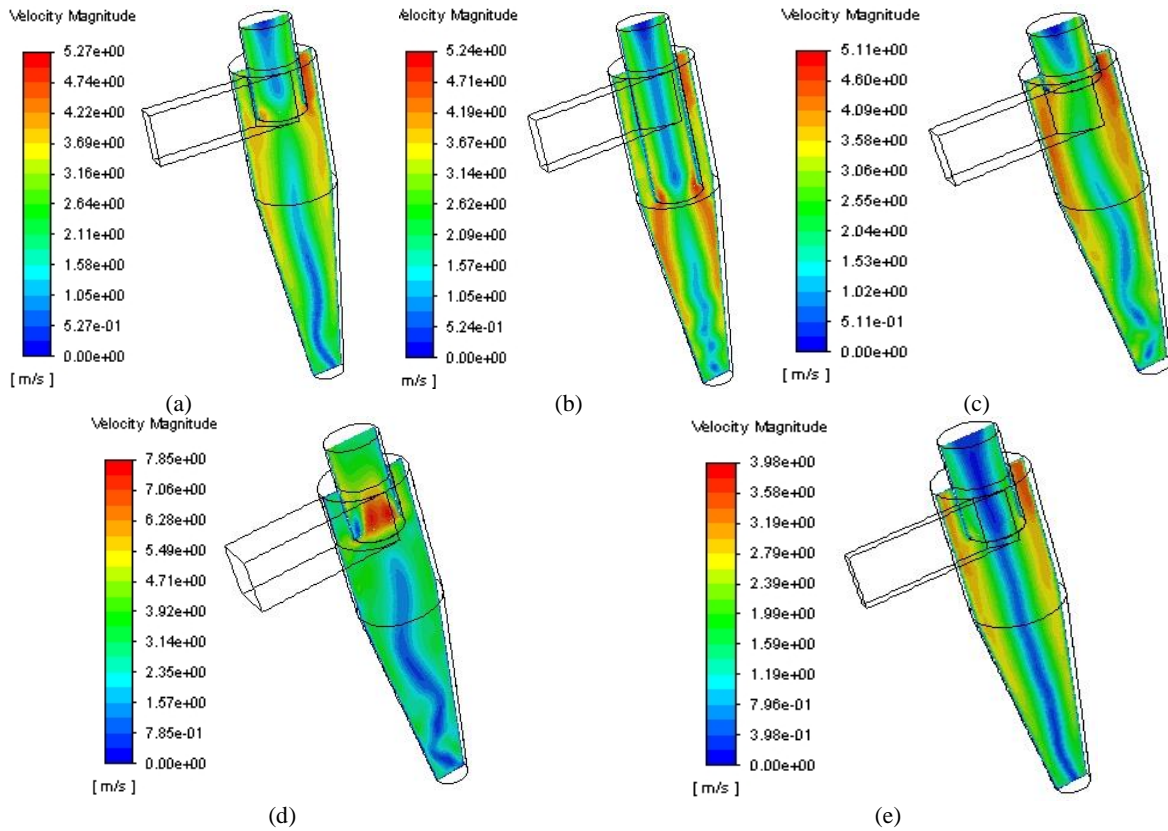 Velocity Magnitude
5.27e+00
4.74e+00
4.22e+00
3.69e+00
3.16e+00
2.64e+00
2.11e+00
1.58e+00
1.05e+00
5.27e-01
0.00e+00
[ m/s ]
(a)
/elocity Magnitude
5.24e+00
4.71e+00
4.19e+00
3.67e+00
3.14e+00
2.62e+00
2.09e+00
1.57e+00
1.05e+00
5.24e-01
0.00e+00
m/s ]
(b)
Velocity Magnitude
5.11e+00
4.60e+00
4.09e+00
3.58e+00
3.06e+00
2.55e+00
2.04e+00
1.53e+00
1.02e+00
5.11e-01
0.00e+00
[ m/s ]
(c)
Velocity Magnitude
7.85e+00
7.06e+00
6.28e+00
5.49e+00
4.71e+00
3.92e+00
3.14e+00
2.35e+00
1.57e+00
7.85e-01
0.00e+00
[ m/s ]
(d)
Velocity Magnitude
3.98e+00
3.58e+00
3.19e+00
2.79e+00
2.39e+00
1.99e+00
1.59e+00
1.19e+00
7.96e-01
3.98e-01
0.00e+00
[ m/s ]
(e)